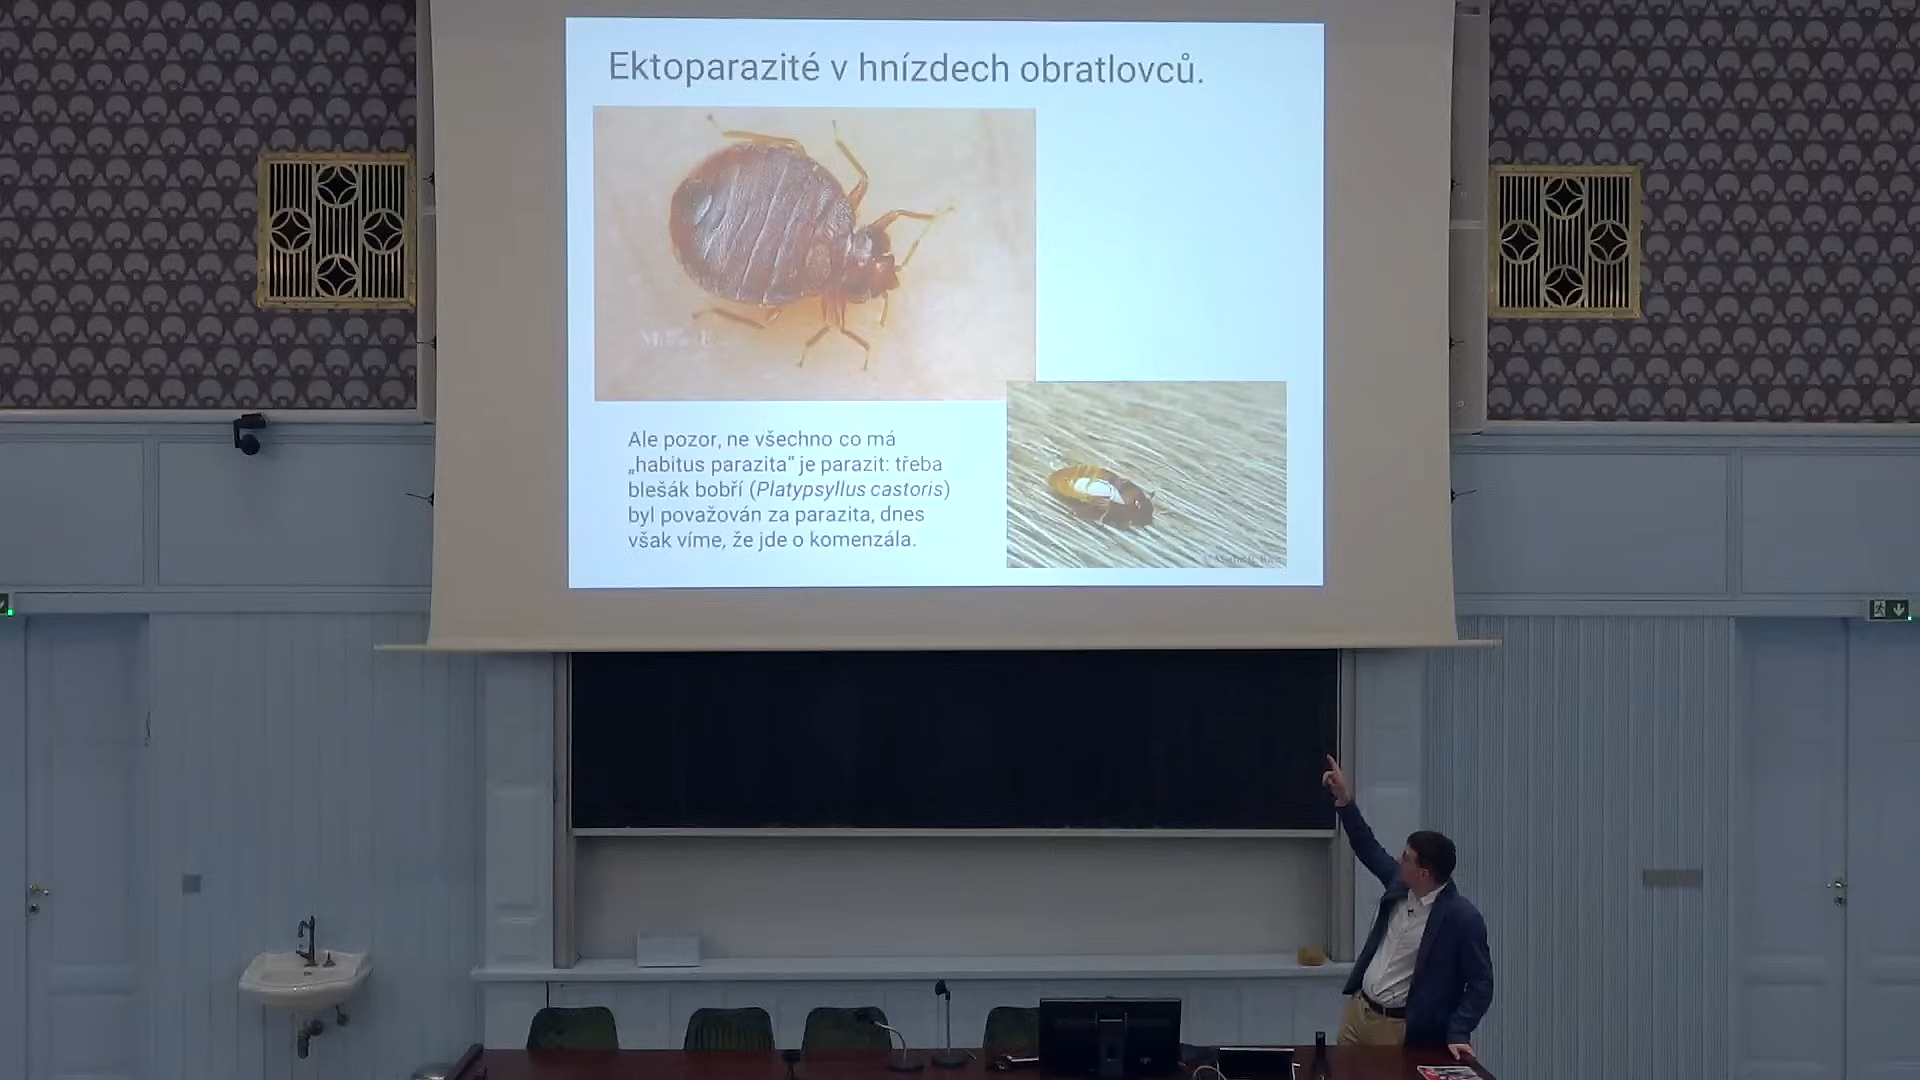 Ektoparazité v hnízdech obratlovců.
Ale pozor, ne všechno co má
„habitus parazita" je parazit: třeba
blešák bobří (Platypsyllus castoris)
byl považován za parazita, dnes
však víme, že jde o komenzála.